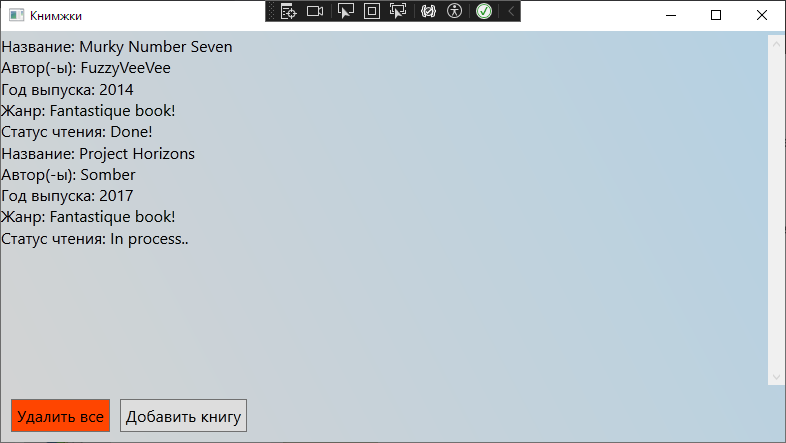 Книмжки
Название: Murky Number Seven
Автор(-ы): FuzzyVeeVee
Год выпуска: 2014
Жанр: Fantastique book!
Статус чтения: Done!
Название: Project Horizons
Автор(-ы): Somber
Год выпуска: 2017
Жанр: Fantastique book!
Статус чтения: In process..
Удалить все
Добавить книгу